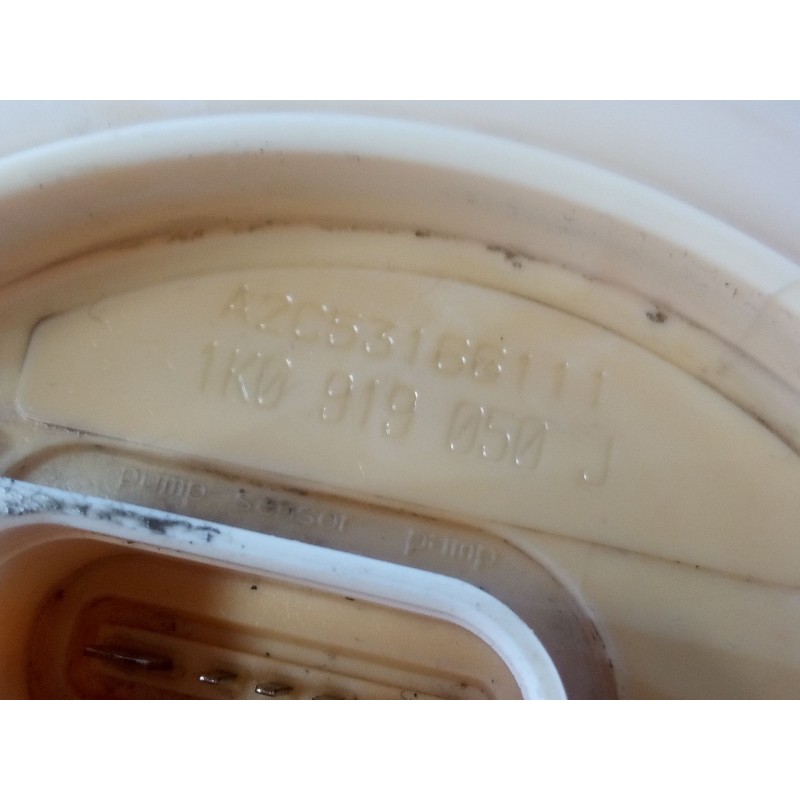 A2C53166111
1K0 919 050 J
pump sensor pump